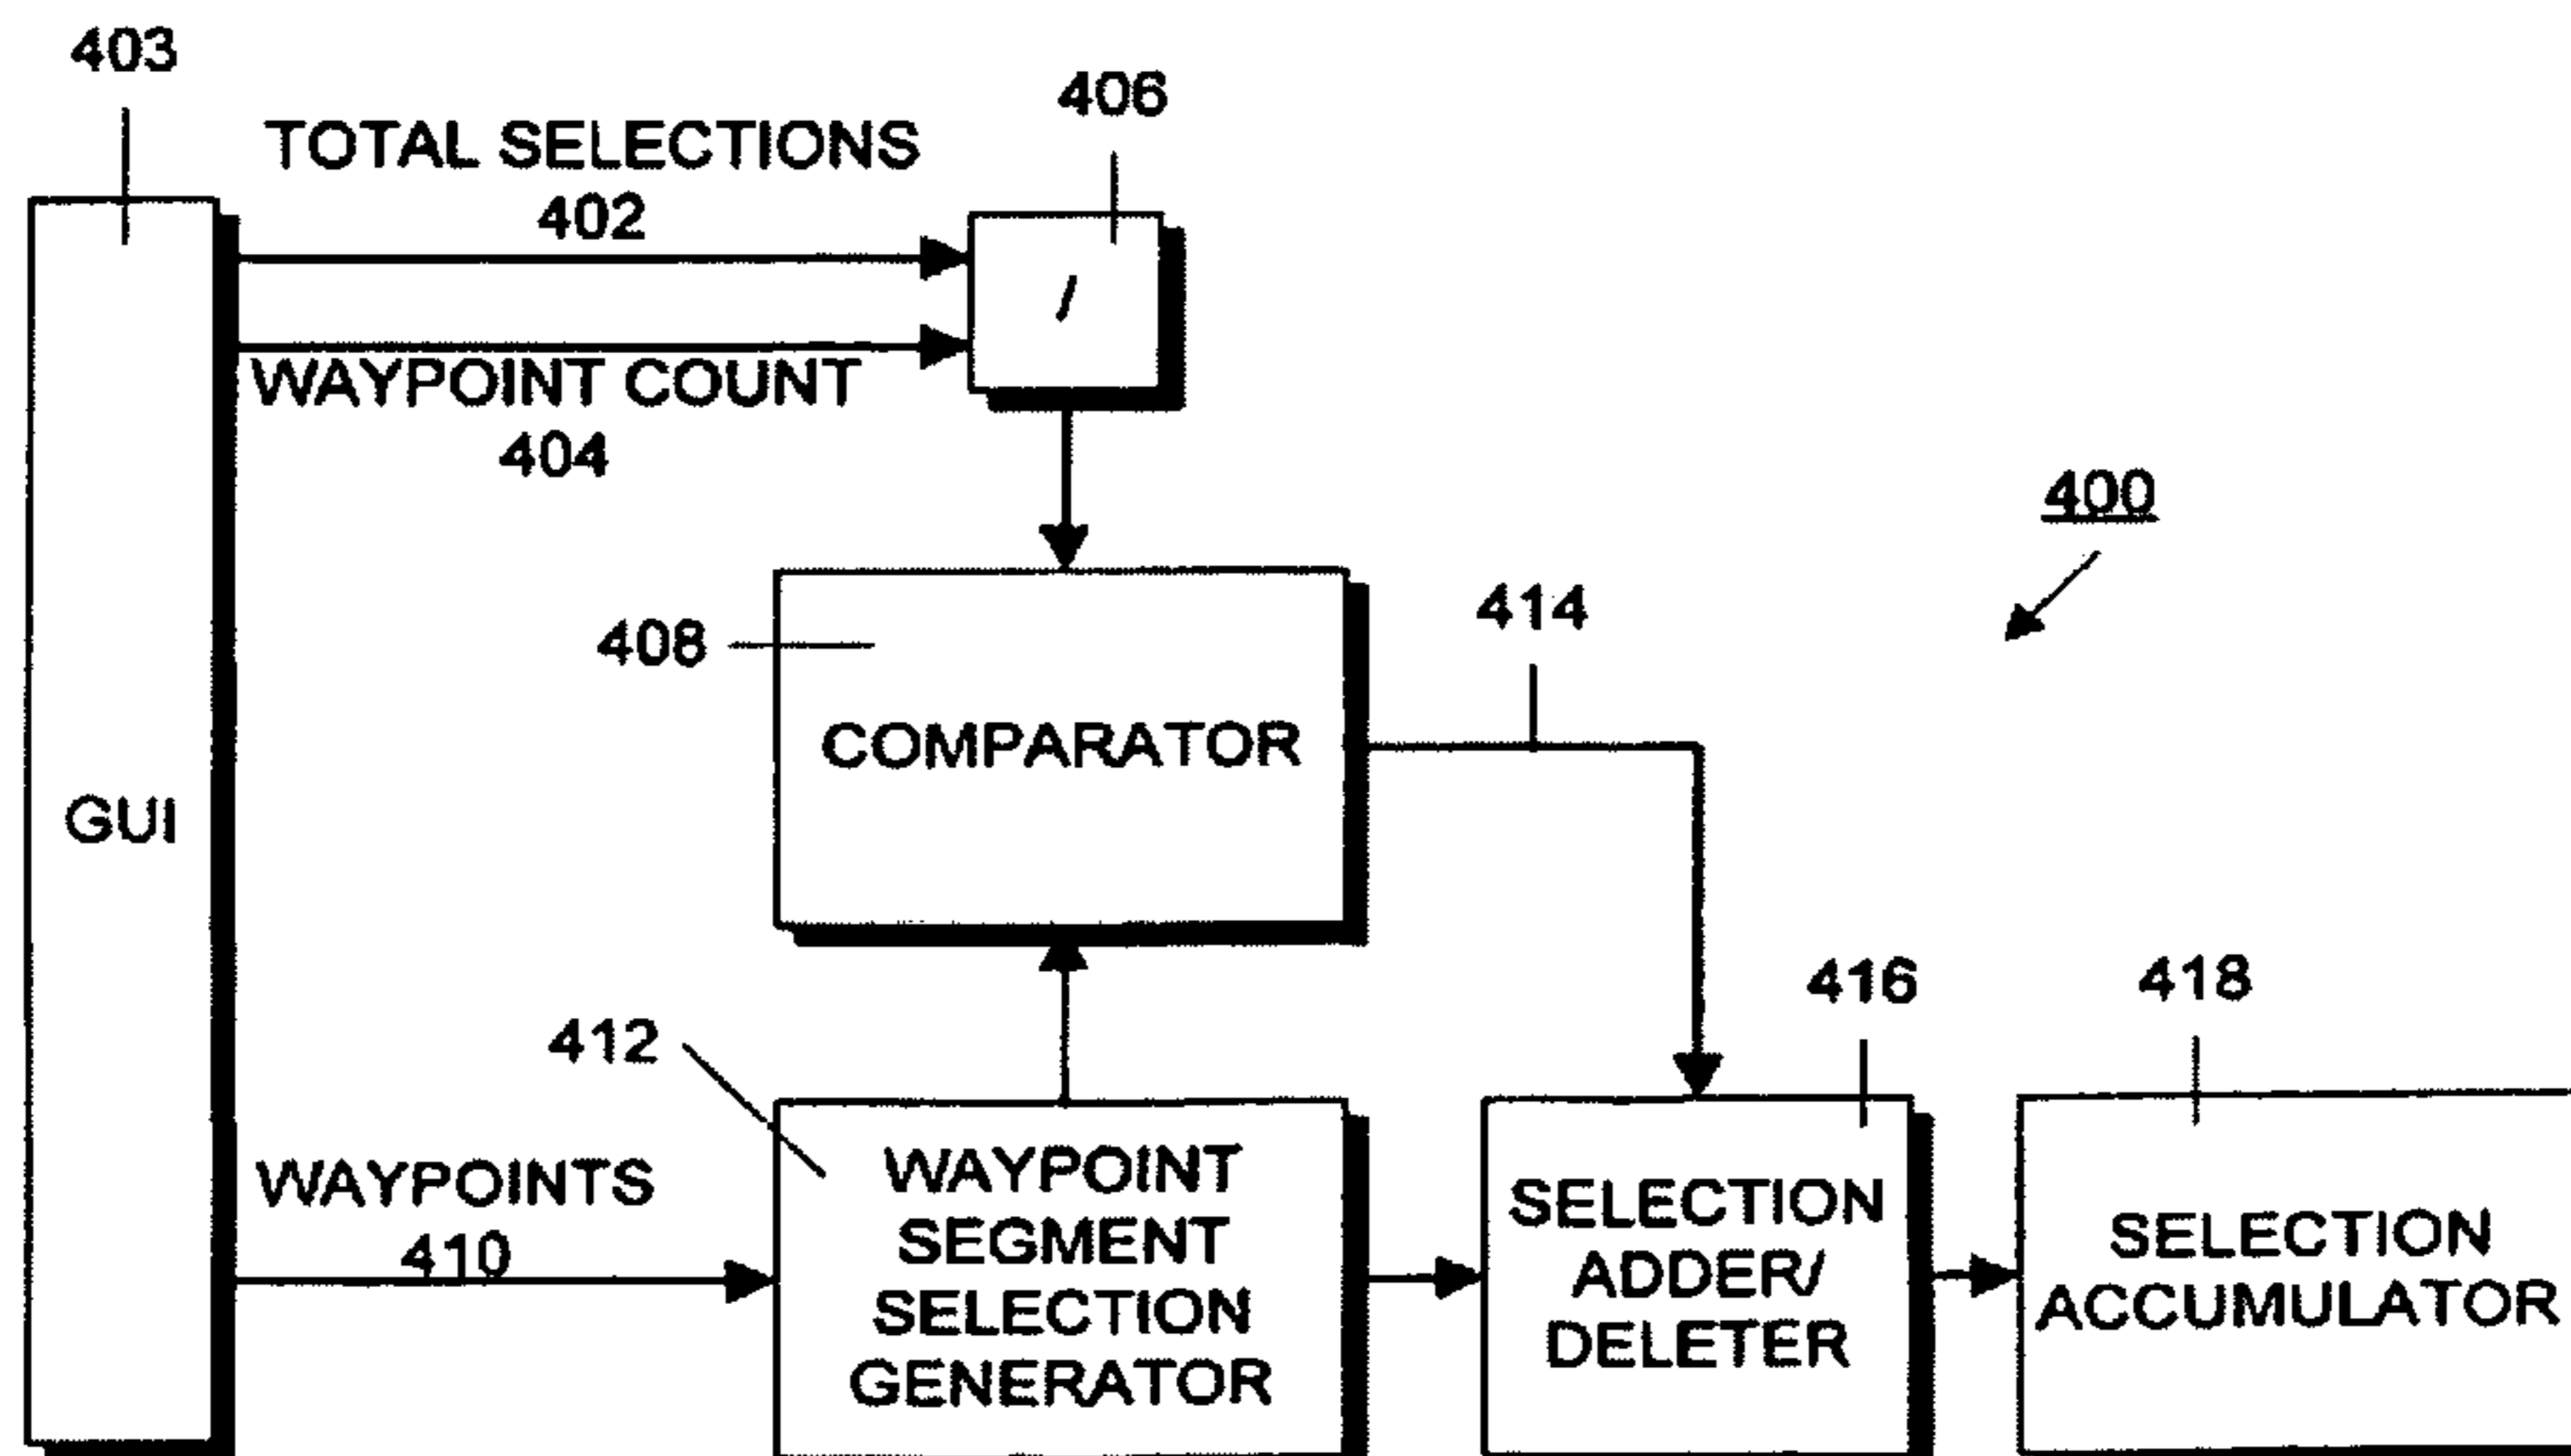 403
TOTAL SELECTIONS
402
406
/
WAYPOINT COUNT
404
400
408
COMPARATOR
414
GUI
412
416
418
WAYPOINTS
410
WAYPOINT
SEGMENT
SELECTION
GENERATOR
SELECTION
ADDER/
DELETER
SELECTION
ACCUMULATOR